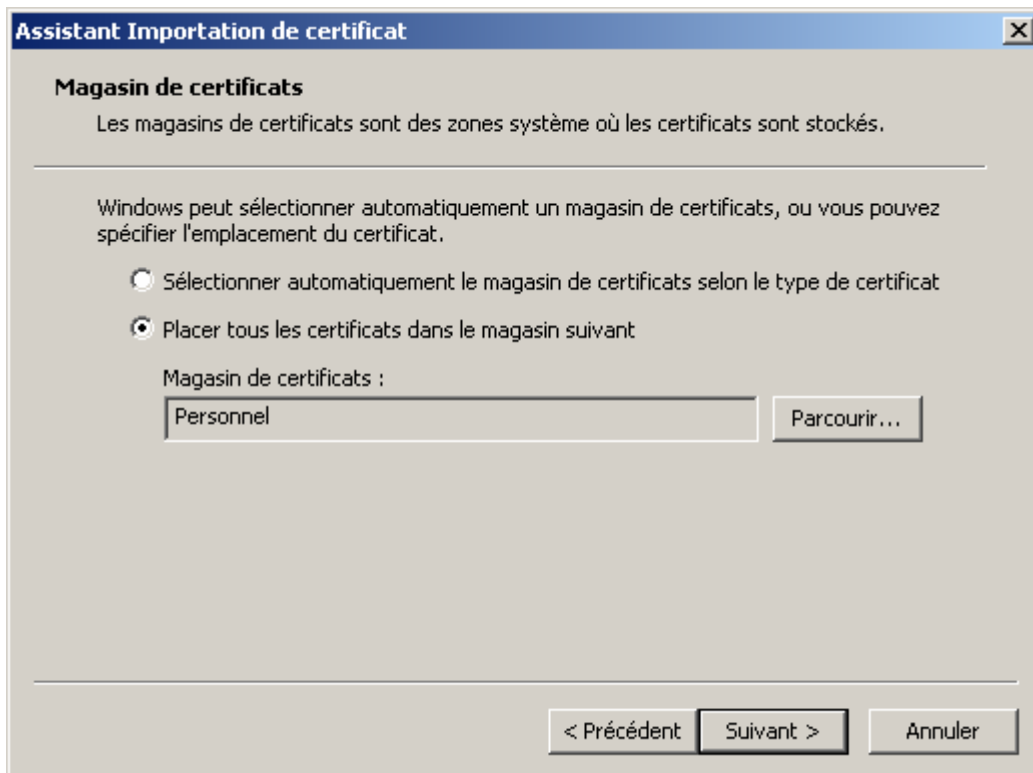 Assistant Importation de certificat
Magasin de certificats
Les magasins de certificats sont des zones système où les certificats sont stockés.
Windows peut sélectionner automatiquement un magasin de certificats, ou vous pouvez
spécifier l'emplacement du certificat.
Sélectionner automatiquement le magasin de certificats selon le type de certificat
Placer tous les certificats dans le magasin suivant
Magasin de certificats :
Personnel
Parcourir...
< Précédent
Suivant >
Annuler